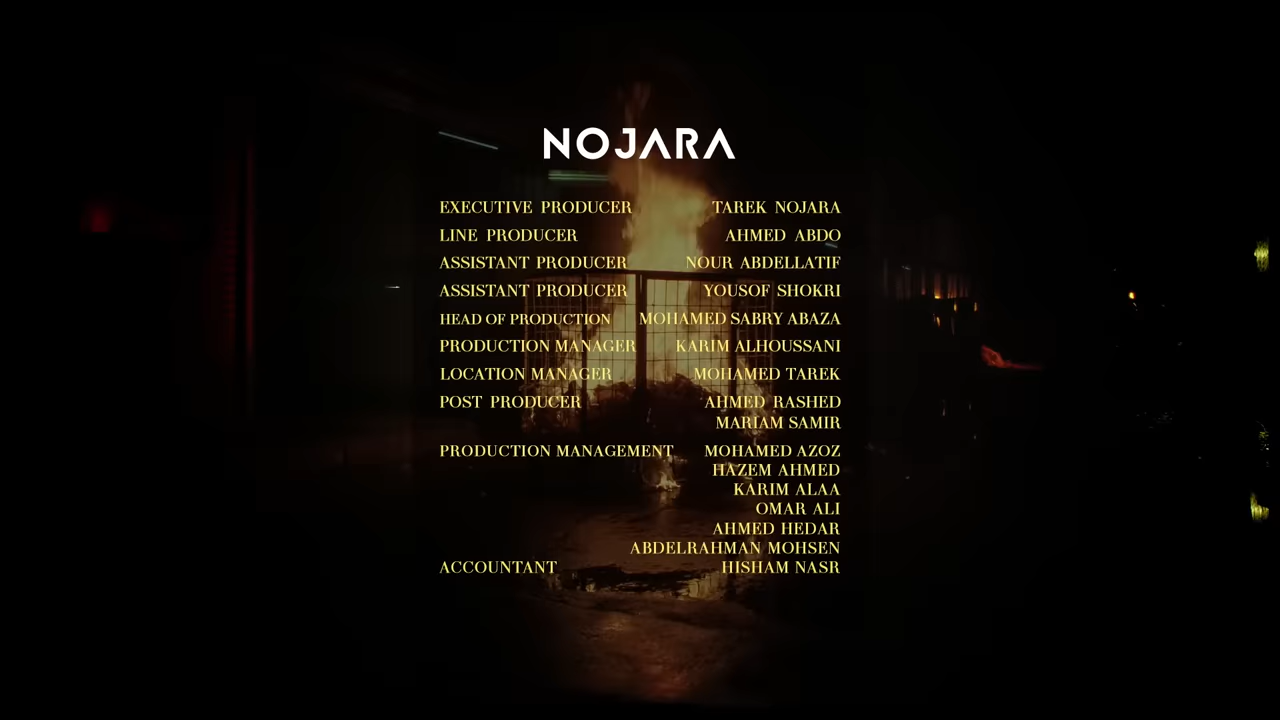 NOJARA
EXECUTIVE PRODUCER TAREK NOJARA
LINE PRODUCER AHMED ABDO
ASSISTANT PRODUCER NOUR ABDELLATIF
ASSISTANT PRODUCER YOUSOF SHOKRI
HEAD OF PRODUCTION MOHAMED SABRY ABAZA
PRODUCTION MANAGER KARIM ALHOUSSANI
LOCATION MANAGER MOHAMED TAREK
POST PRODUCER AHMED RASHED
MARIAM SAMIR
PRODUCTION MANAGEMENT MOHAMED AZOZ
HAZEM AHMED
KARIM ALAA
OMAR ALI
AHMED HEDAR
ABDELRAHMAN MOHSEN
ACCOUNTANT HISHAM NASR